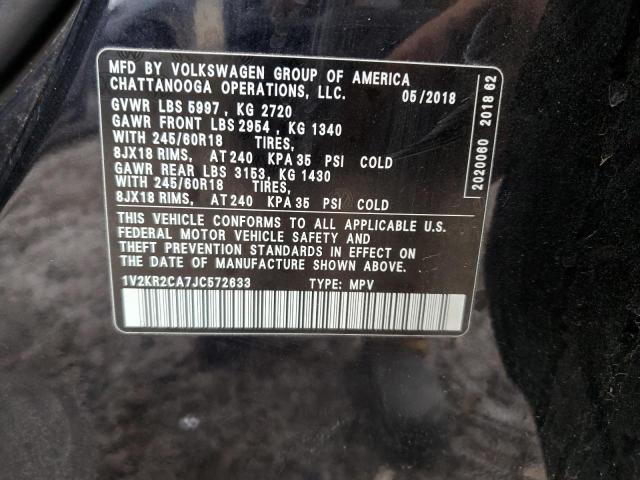 MFD BY VOLKSWAGEN GROUP OF AMERICA
CHATTANOOGA OPERATIONS, LLC. 05/2018
GVWR LBS 5997 , KG 2720
GAWR FRONT LBS 2954 , KG 1340
WITH 245/60R18 TIRES,
8JX18 RIMS, AT 240 KPA 35 PSI COLD
GAWR REAR LBS 3153, KG 1430
WITH 245/60R18 TIRES,
8JX18 RIMS, AT 240 KPA 35 PSI COLD
THIS VEHICLE CONFORMS TO ALL APPLICABLE U.S.
FEDERAL MOTOR VEHICLE SAFETY AND
THEFT PREVENTION STANDARDS IN EFFECT ON
THE DATE OF MANUFACTURE SHOWN ABOVE.
1V2KR2CA7JC572633 TYPE: MPV
2020060 2018 62